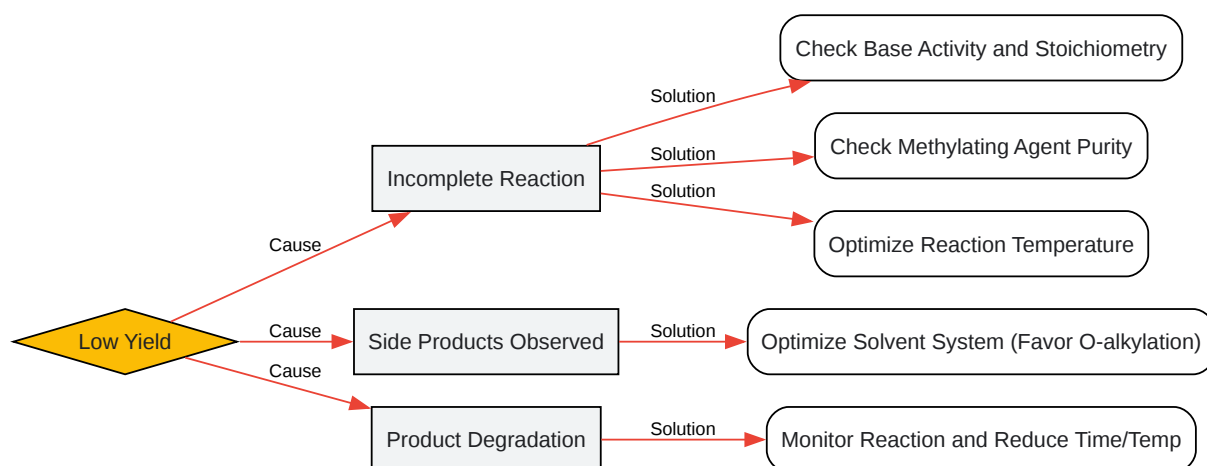 Check Base Activity and Stoichiometry
Solution
Check Methylating Agent Purity
Solution
Incomplete Reaction
Solution
Optimize Reaction Temperature
Cause
Low Yield
Cause
Side Products Observed
Solution
Optimize Solvent System (Favor O-alkylation)
Cause
Product Degradation
Solution
Monitor Reaction and Reduce Time/Temp